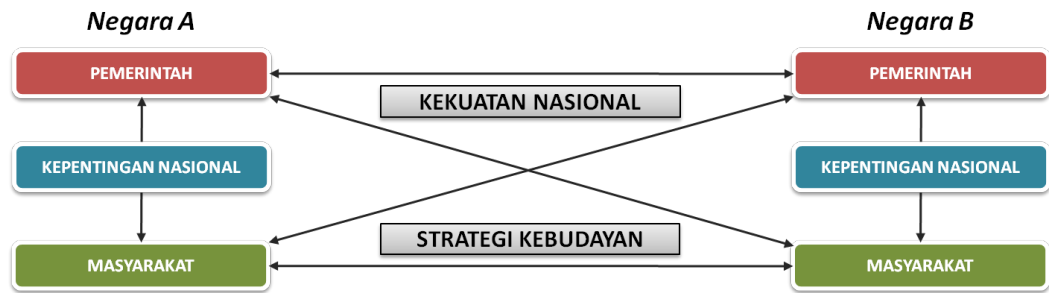 Negara A
Negara B
PEMERINTAH
PEMERINTAH
KEKUATAN NASIONAL
KEPENTINGAN NASIONAL
KEPENTINGAN NASIONAL
STRATEGI KEBUDAYAN
MASYARAKAT
MASYARAKAT